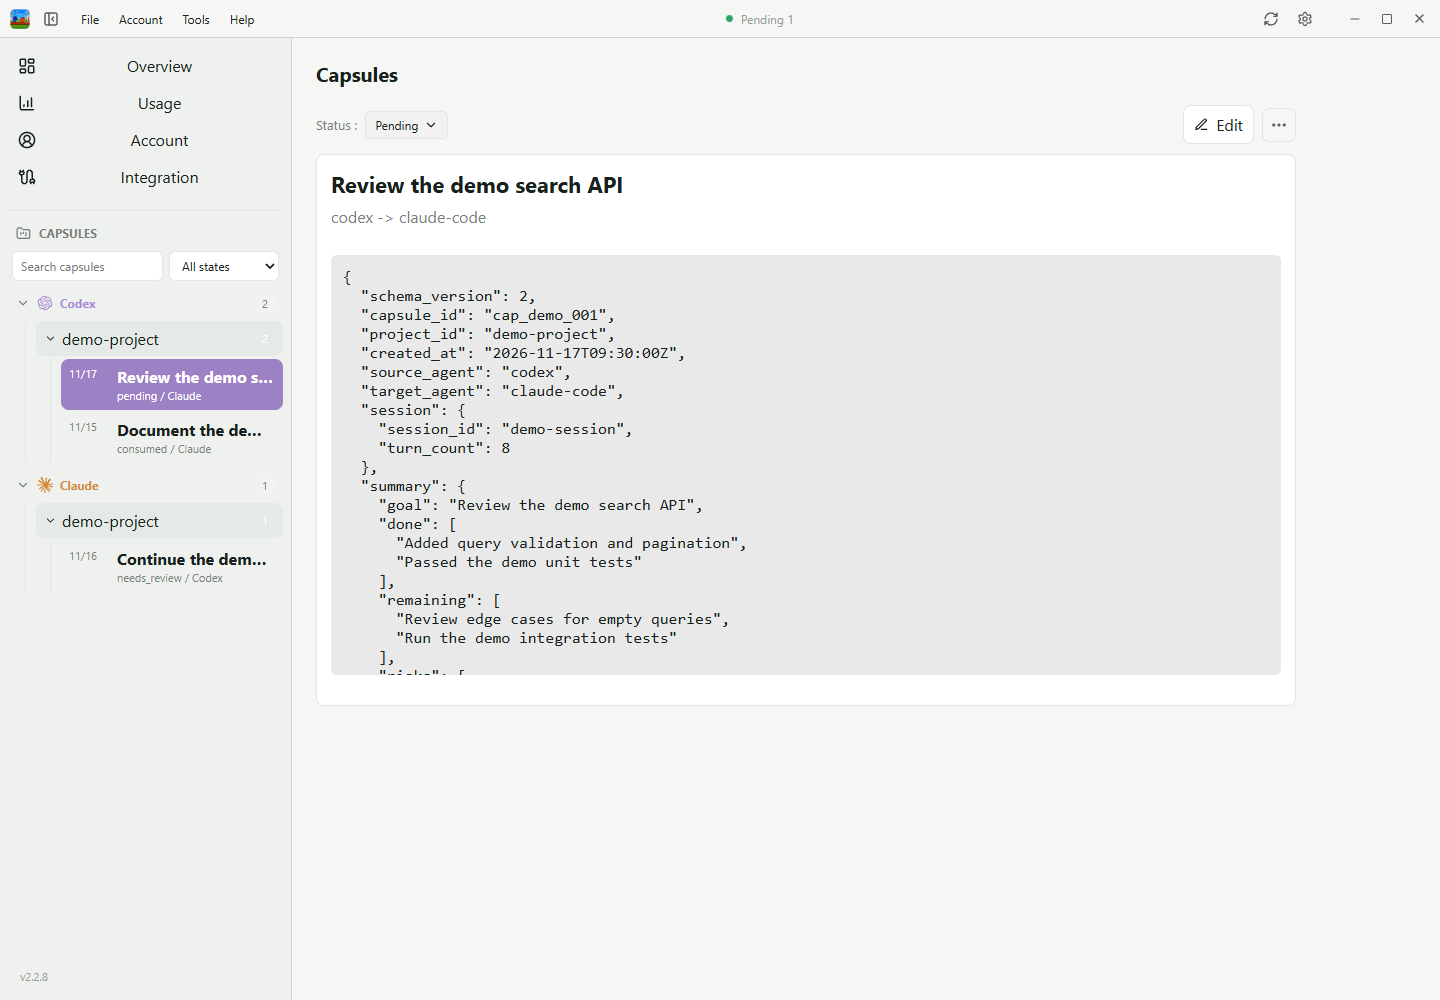 File Account Tools Help
Pending 1
Overview
Usage
Account
Integration
CAPSULES
Search capsules
All states
Codex 2
demo-project 2
11/17 Review the demo s...
pending / Claude
11/15 Document the de...
consumed / Claude
Claude 1
demo-project 1
11/16 Continue the dem...
needs_review / Codex
v2.2.8
Capsules
Status : Pending
Edit
Review the demo search API
codex -> claude-code
{
  "schema_version": 2,
  "capsule_id": "cap_demo_001",
  "project_id": "demo-project",
  "created_at": "2026-11-17T09:30:00Z",
  "source_agent": "codex",
  "target_agent": "claude-code",
  "session": {
    "session_id": "demo-session",
    "turn_count": 8
  },
  "summary": {
    "goal": "Review the demo search API",
    "done": [
      "Added query validation and pagination",
      "Passed the demo unit tests"
    ],
    "remaining": [
      "Review edge cases for empty queries",
      "Run the demo integration tests"
    ],
    "risks": [